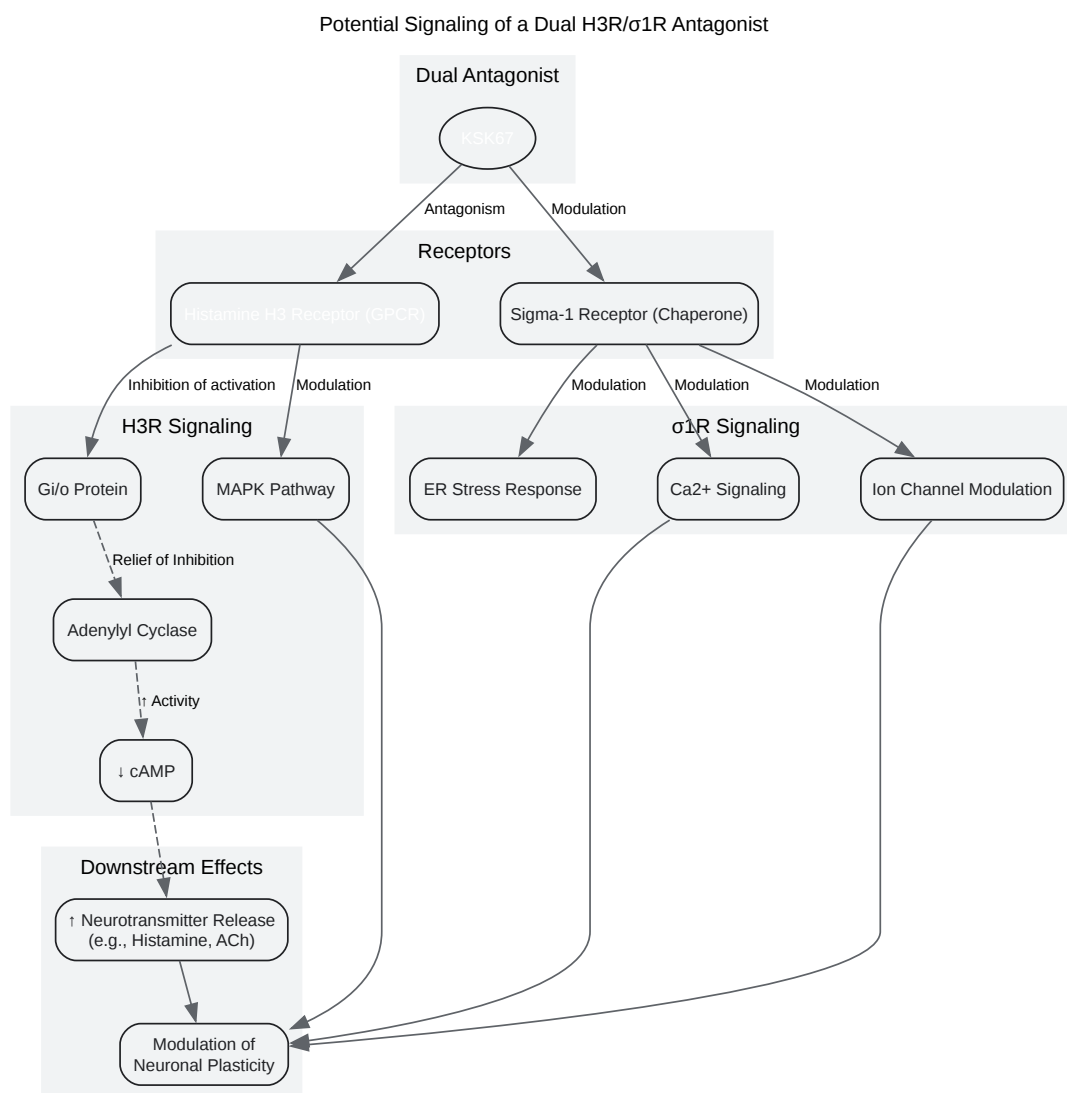 Potential Signaling of a Dual H3R/σ1R Antagonist
Dual Antagonist
KSK67
Antagonism
Modulation
Receptors
Histamine H3 Receptor (GPCR)
Sigma-1 Receptor (Chaperone)
Inhibition of activation
Modulation
Modulation
Modulation
Modulation
H3R Signaling
σ1R Signaling
Gi/o Protein
MAPK Pathway
ER Stress Response
Ca2+ Signaling
Ion Channel Modulation
Relief of Inhibition
Adenylyl Cyclase
↑ Activity
↓ cAMP
Downstream Effects
↑ Neurotransmitter Release
(e.g., Histamine, ACh)
Modulation of
Neuronal Plasticity